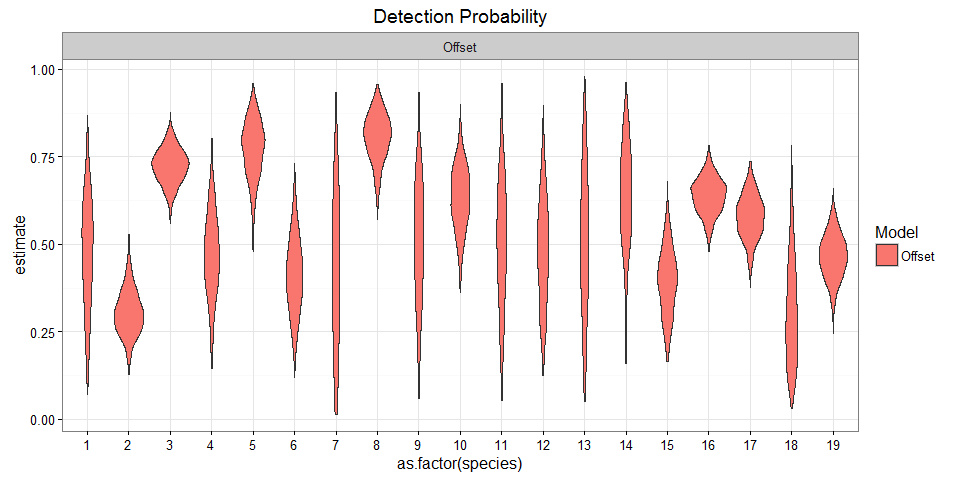 Detection Probability
Offset
1.00
0.75
0.50
0.25
0.00
estimate
1 2 3 4 5 6 7 8 9 10 11 12 13 14 15 16 17 18 19
as.factor(species)
Model
Offset